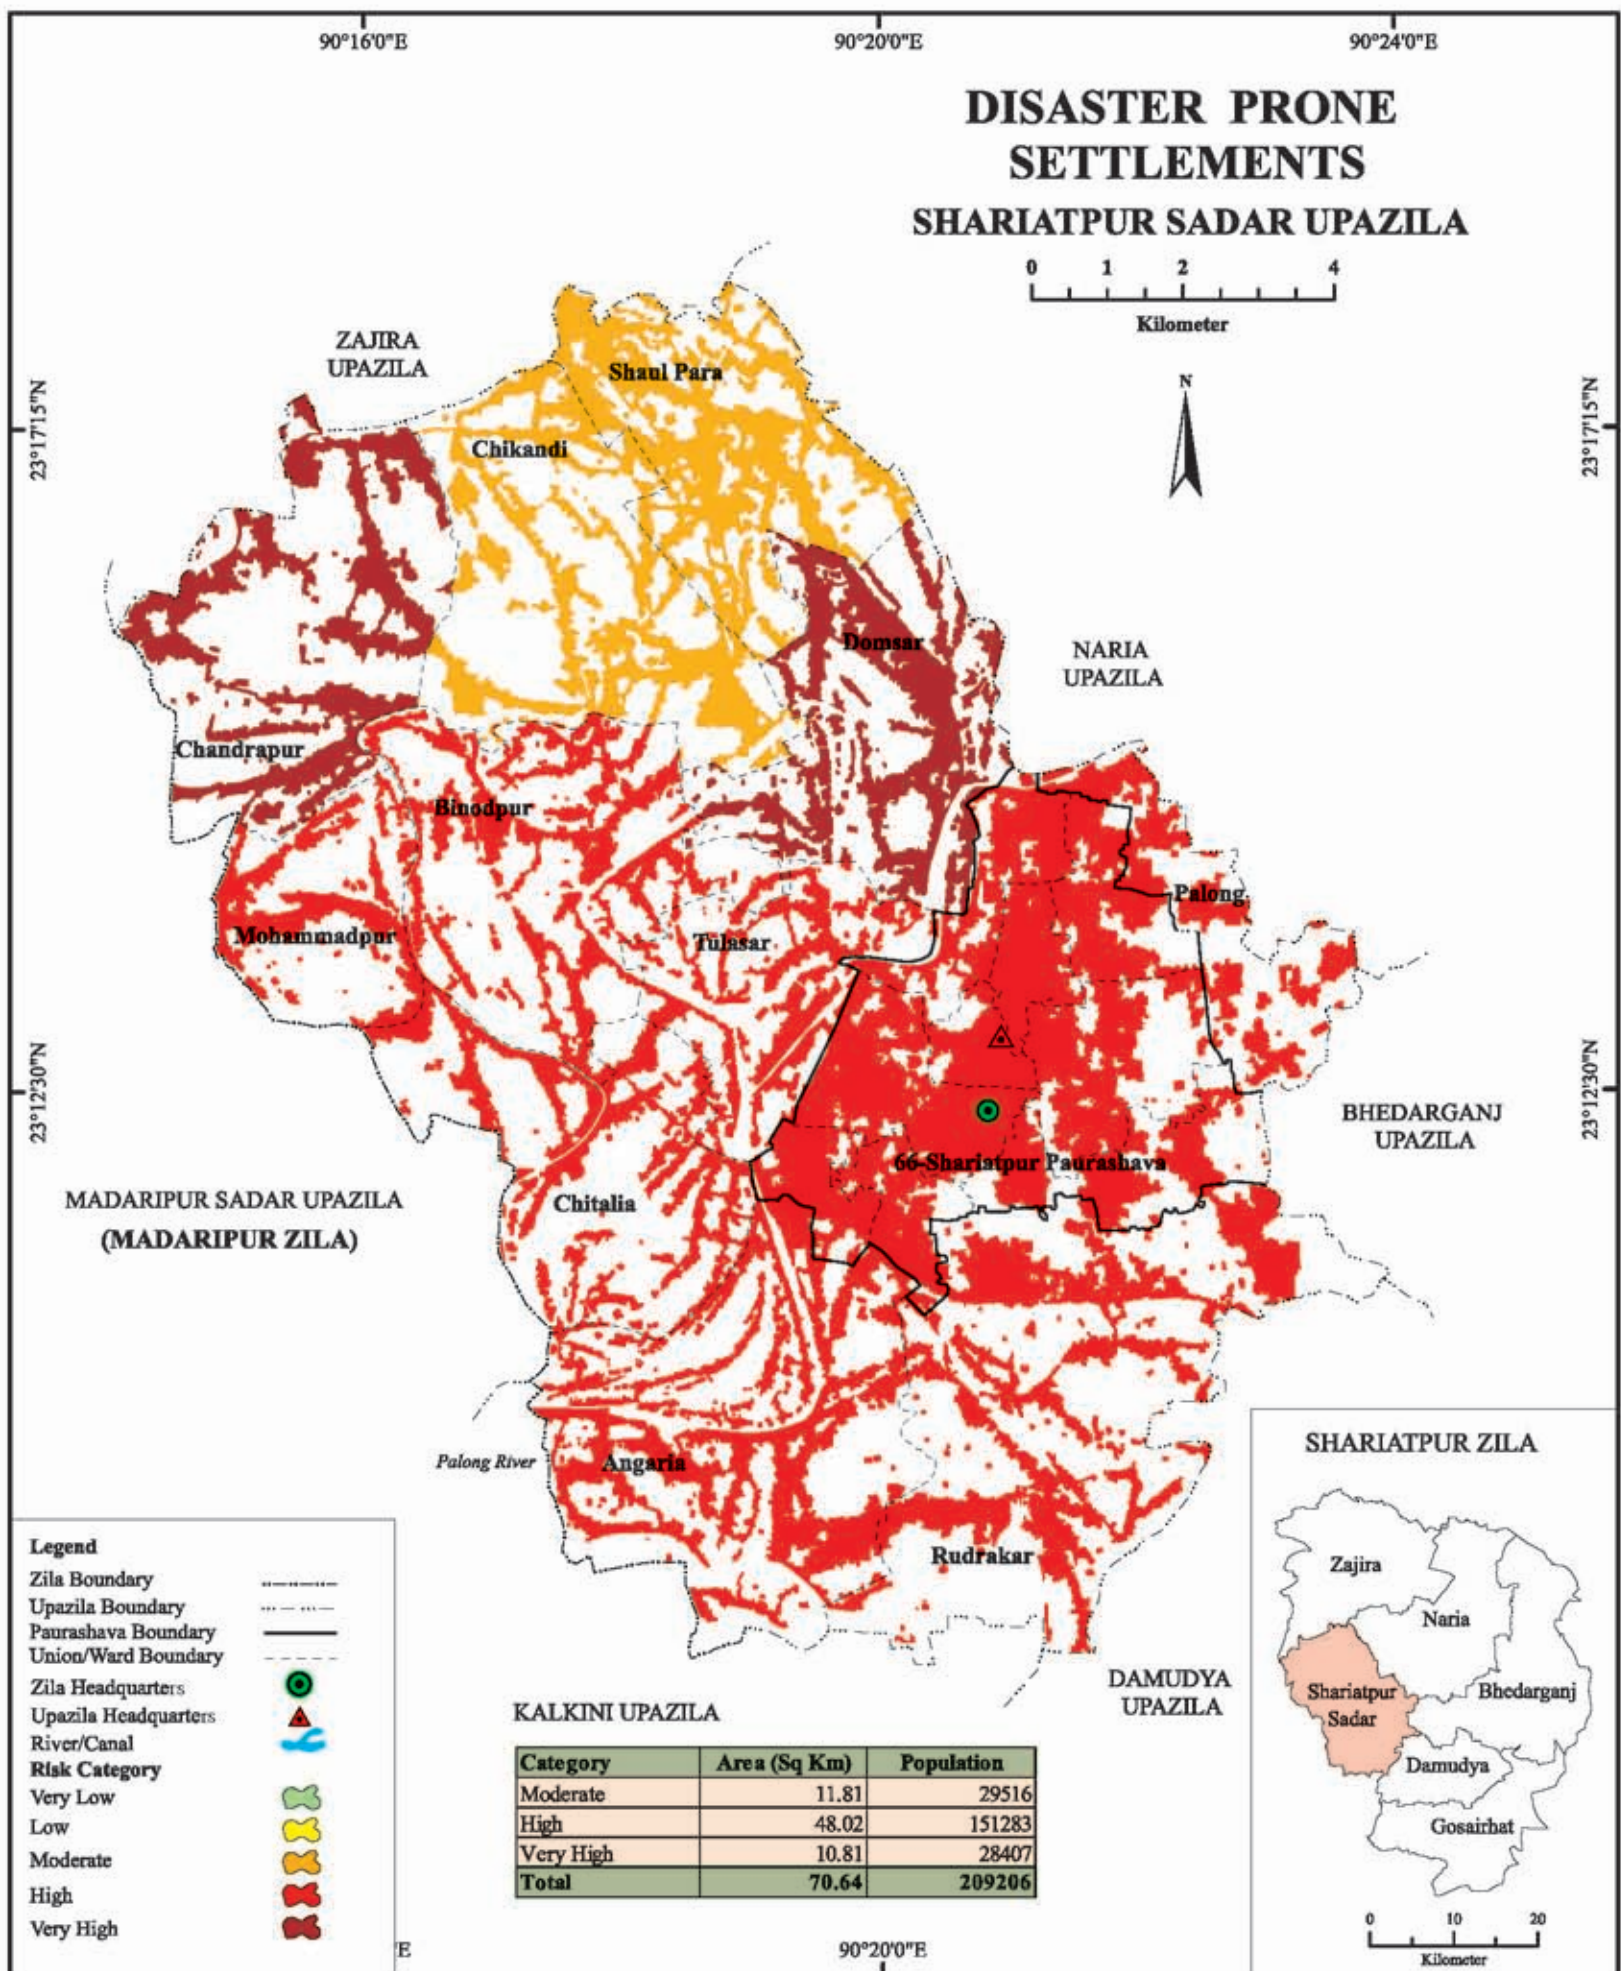 90°16'0"E
90°20'0"E
90°24'0"E
DISASTER PRONE
SETTLEMENTS
SHARIATPUR SADAR UPAZILA
0 1 2 4
Kilometer
N
ZAJIRA
UPAZILA
Shaul Para
23°17'15"N
23°17'15"N
Chikandi
Domsar
NARIA
UPAZILA
Chandrapur
Binodpur
Palong
Mohammadpur
Tulasar
23°12'30"N
23°12'30"N
BHEDARGANJ
UPAZILA
66-Shariatpur Paurashava
MADARIPUR SADAR UPAZILA
(MADARIPUR ZILA)
Chitalia
Palong River
Angaria
Rudrakar
DAMUDYA
UPAZILA
KALKINI UPAZILA
SHARIATPUR ZILA
Zajira
Naria
Shariatpur
Sadar
Bhedarganj
Damudya
Gosairhat
0 10 20
Kilometer
Legend
Zila Boundary
Upazila Boundary
Paurashava Boundary
Union/Ward Boundary
Zila Headquarters
Upazila Headquarters
River/Canal
Risk Category
Very Low
Low
Moderate
High
Very High
Category Area (Sq Km) Population
Moderate 11.81 29516
High 48.02 151283
Very High 10.81 28407
Total 70.64 209206
'E
90°20'0"E